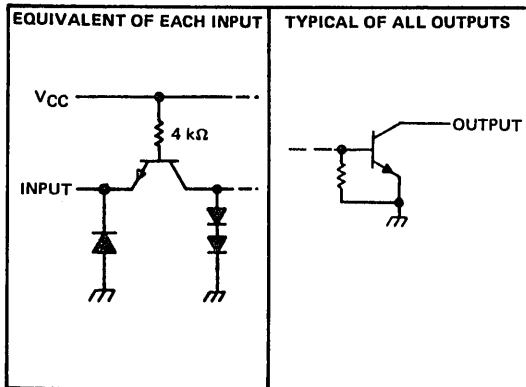 EQUIVALENT OF EACH INPUT
VCC
4 kΩ
INPUT
TYPICAL OF ALL OUTPUTS
OUTPUT